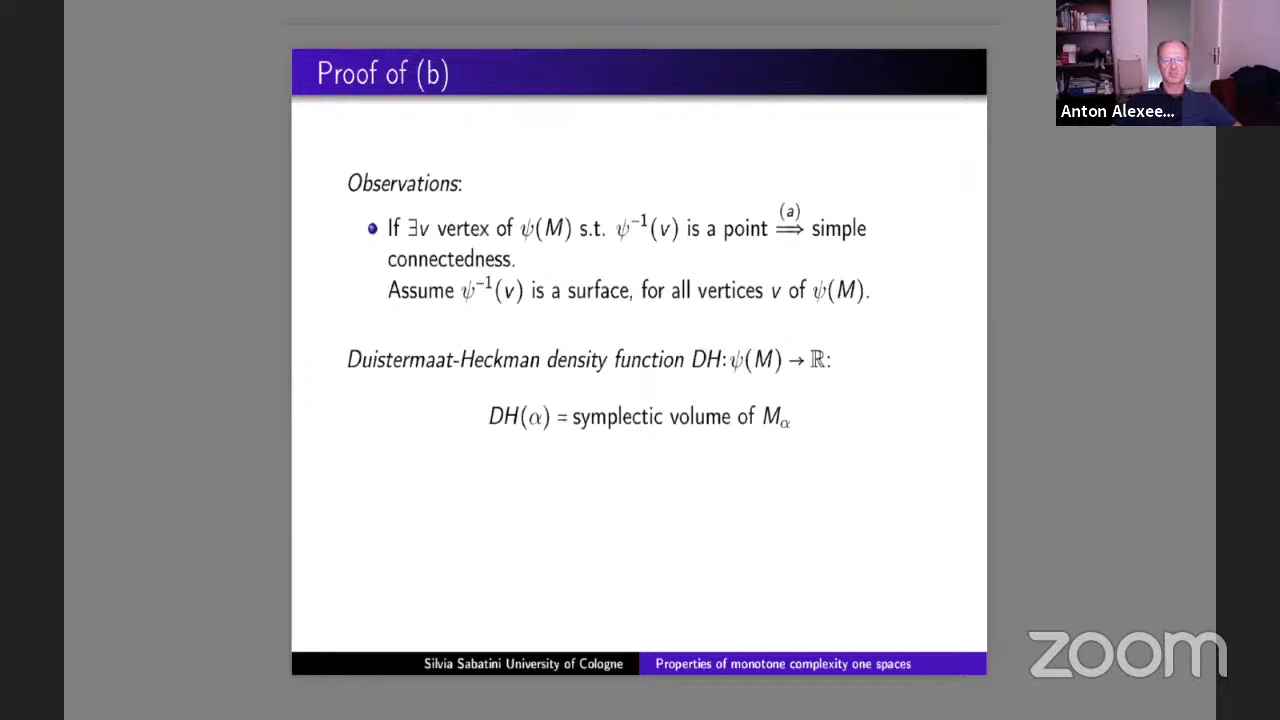 Proof of (b)
Anton Alexee...
Observations:
• If ∃v vertex of ψ(M) s.t. ψ⁻¹(v) is a point (a)⟹ simple
connectedness.
Assume ψ⁻¹(v) is a surface, for all vertices v of ψ(M).
Duistermaat-Heckman density function DH: ψ(M) → ℝ:
DH(α) = symplectic volume of M_α
Silvia Sabatini University of Cologne
Properties of monotone complexity one spaces
zoom